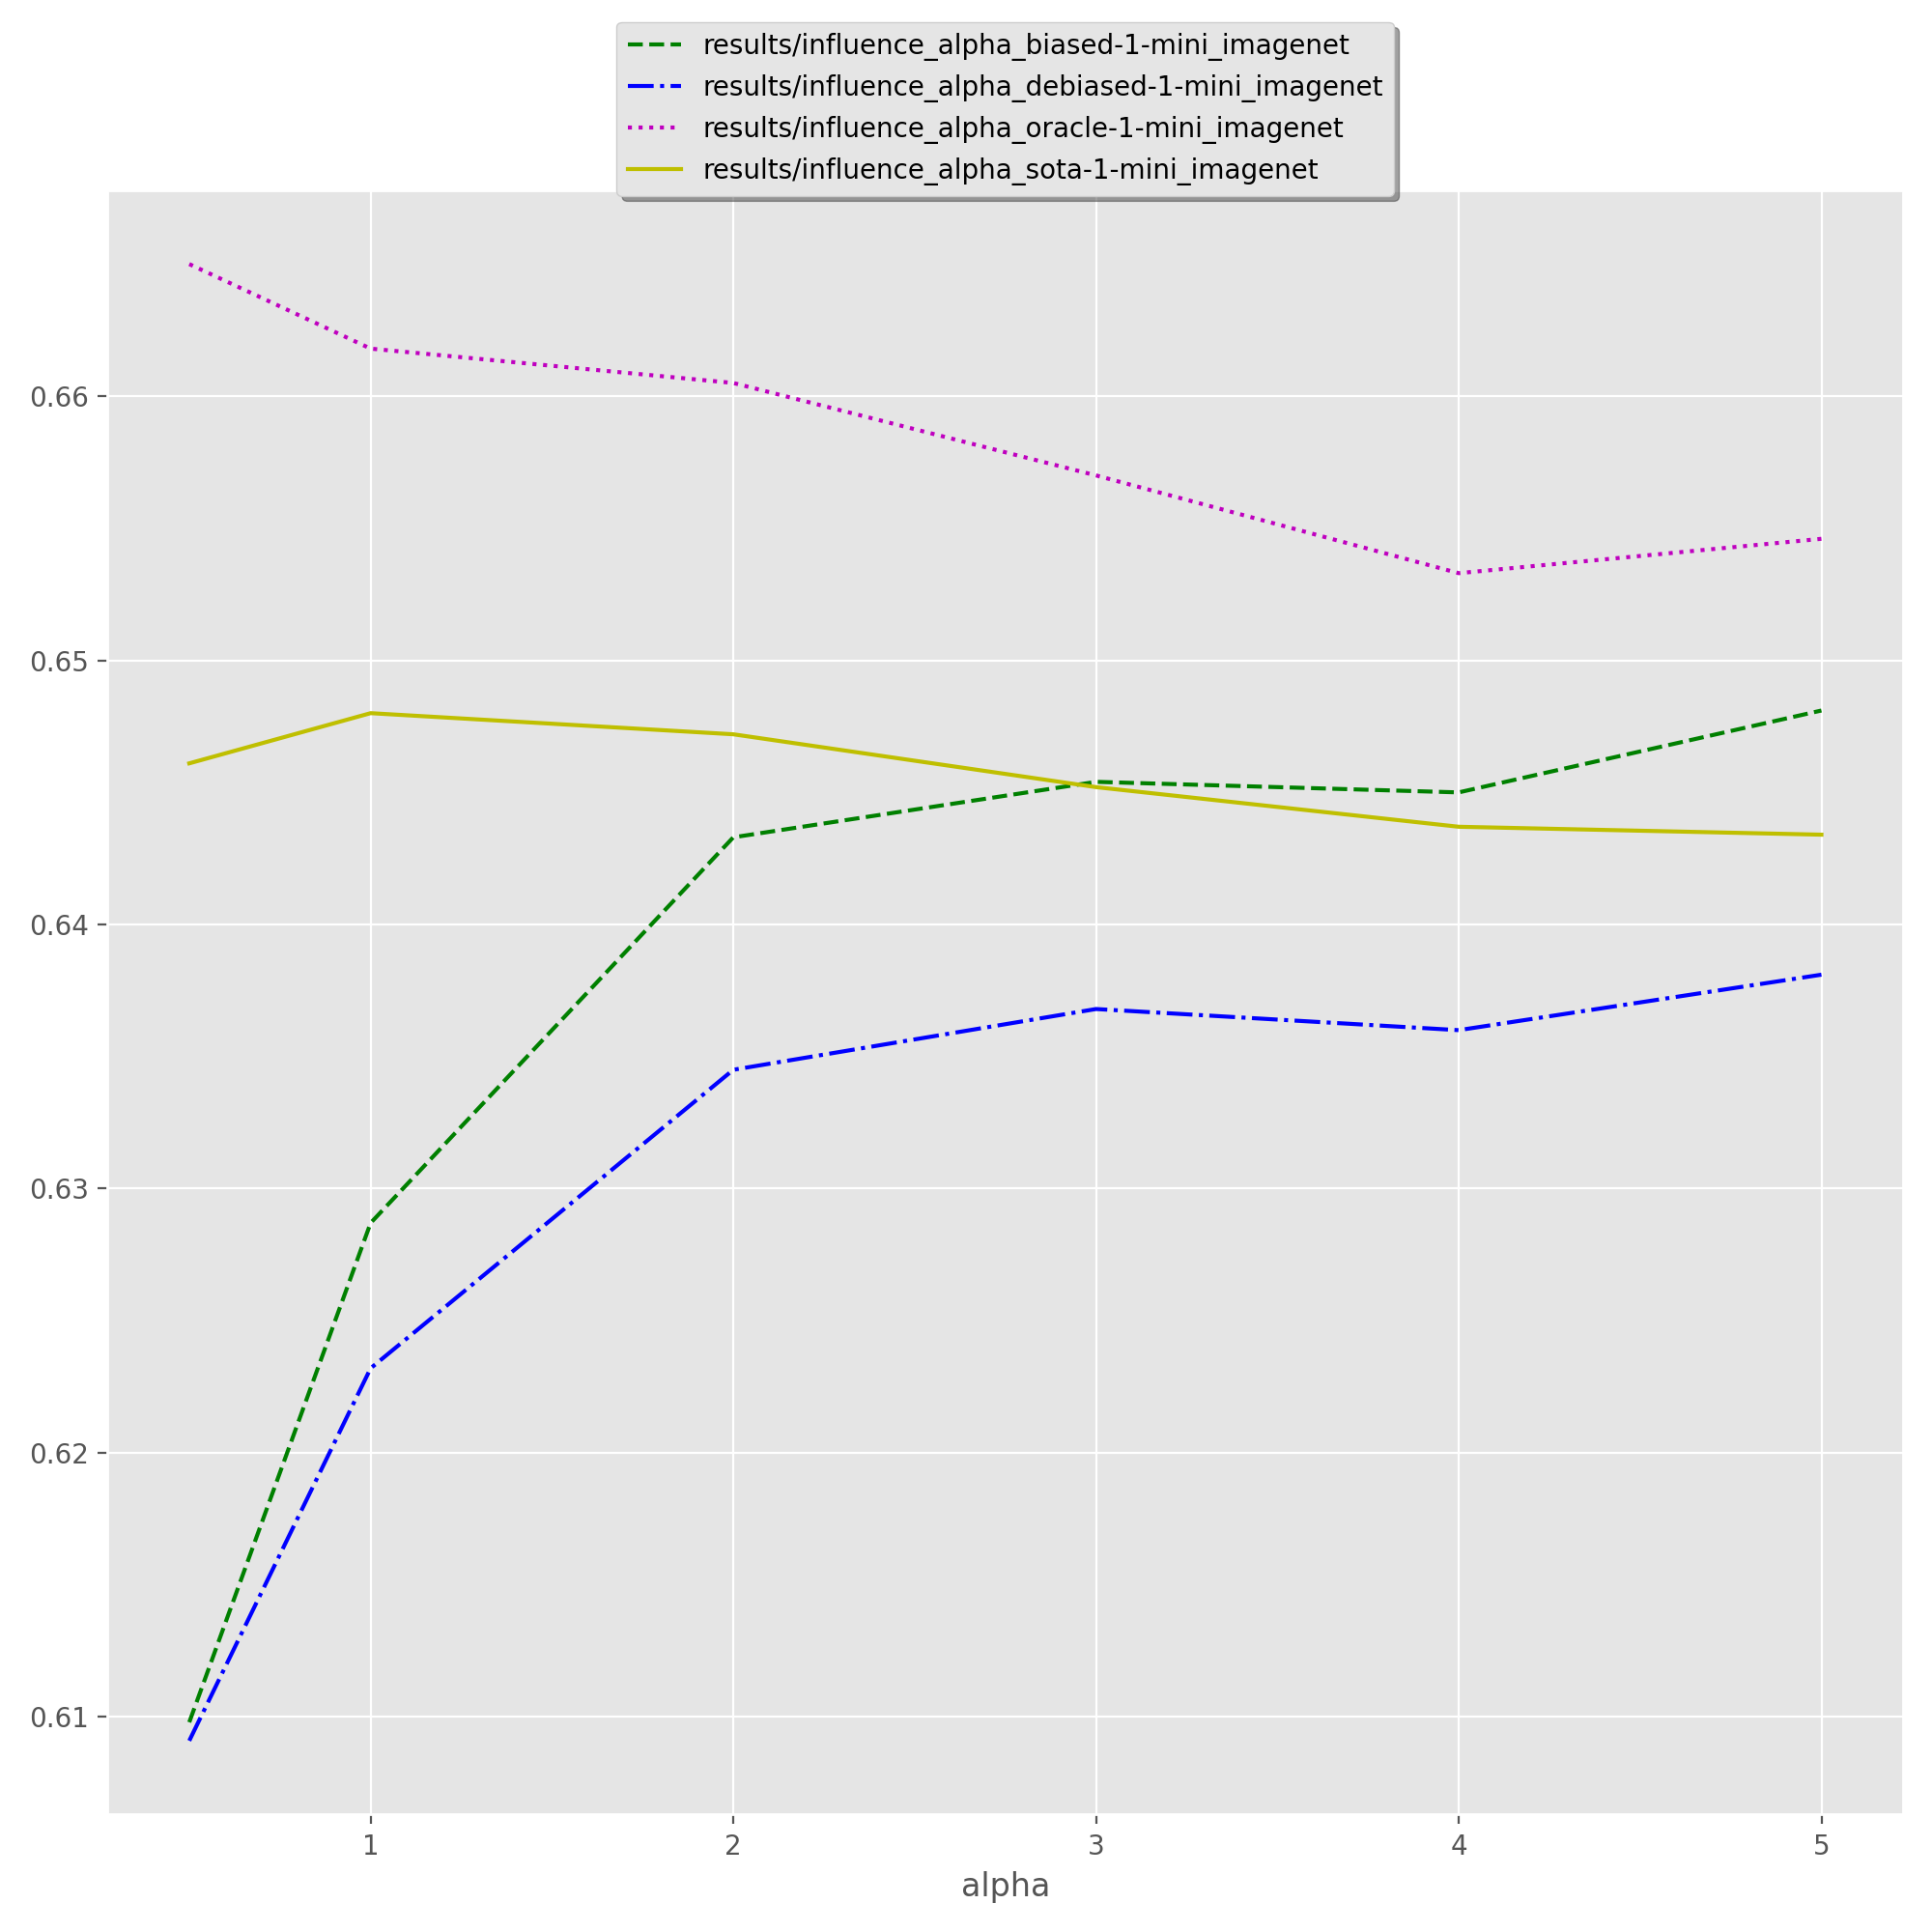 results/influence_alpha_biased-1-mini_imagenet
results/influence_alpha_debiased-1-mini_imagenet
results/influence_alpha_oracle-1-mini_imagenet
results/influence_alpha_sota-1-mini_imagenet
0.66
0.65
0.64
0.63
0.62
0.61
1 2 3 4 5
alpha